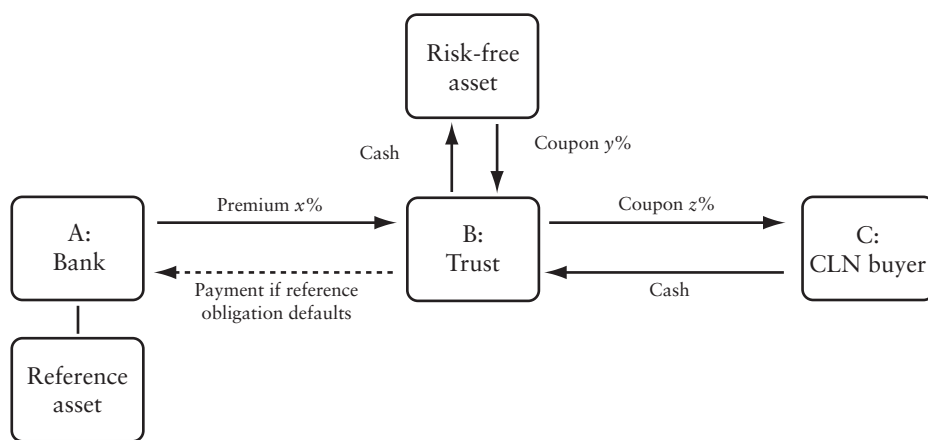 Risk-free
asset
Cash
Coupon y%
Premium x%
Coupon z%
A:
Bank
B:
Trust
C:
CLN buyer
Payment if reference
obligation defaults
Cash
Reference
asset